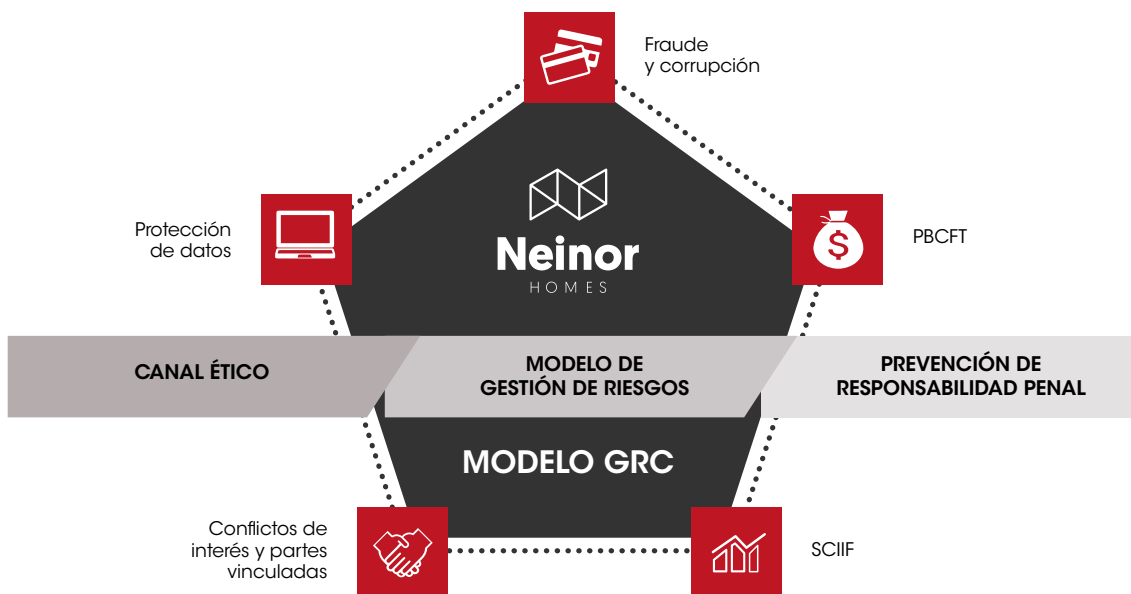 Fraude
y corrupción
Protección
de datos
Neinor
HOMES
$
PBCFT
CANAL ÉTICO
MODELO DE
GESTIÓN DE RIESGOS
PREVENCIÓN DE
RESPONSABILIDAD PENAL
MODELO GRC
Conflictos de
interés y partes
vinculadas
SCIIF